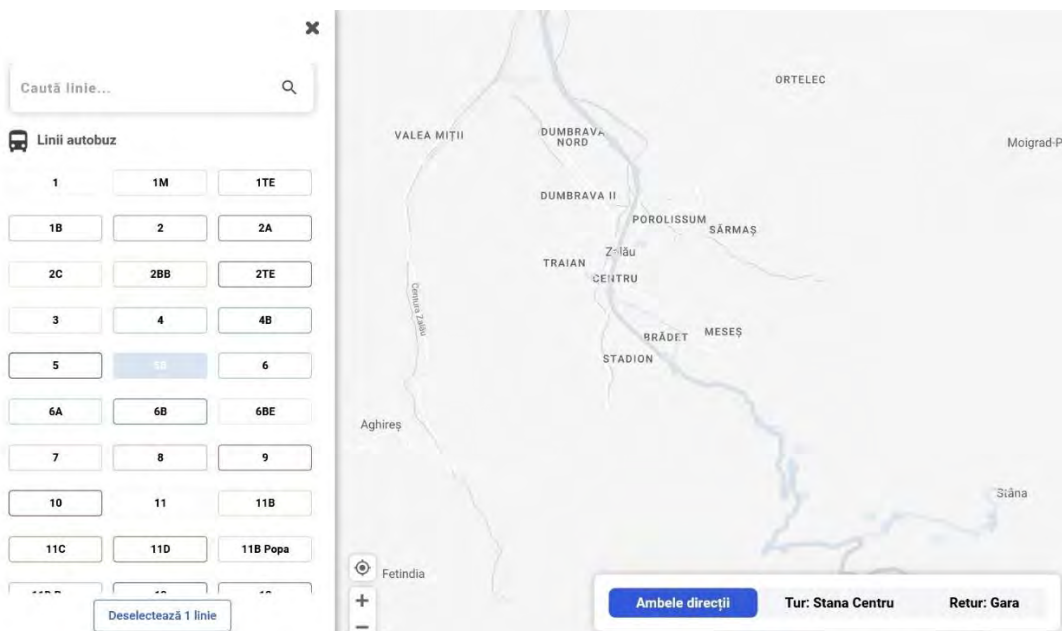 Caută linie...
Linii autobuz
1 1M 1TE
1B 2 2A
2C 2BB 2TE
3 4 4B
5 5B 6
6A 6B 6BE
7 8 9
10 11 11B
11C 11D 11B Popa
Deselectează 1 linie
ORTELEC
VALEA MIȚII
DUMBRAVA
NORD
Moigrad-P
DUMBRAVA II
POROLISSUM
SĂRMAȘ
Zalău
TRAIAN
CENTRU
Centura Zalău
BRĂDET
MESEȘ
STADION
Aghireș
Stâna
Fetindia
Ambele direcții Tur: Stana Centru Retur: Gara